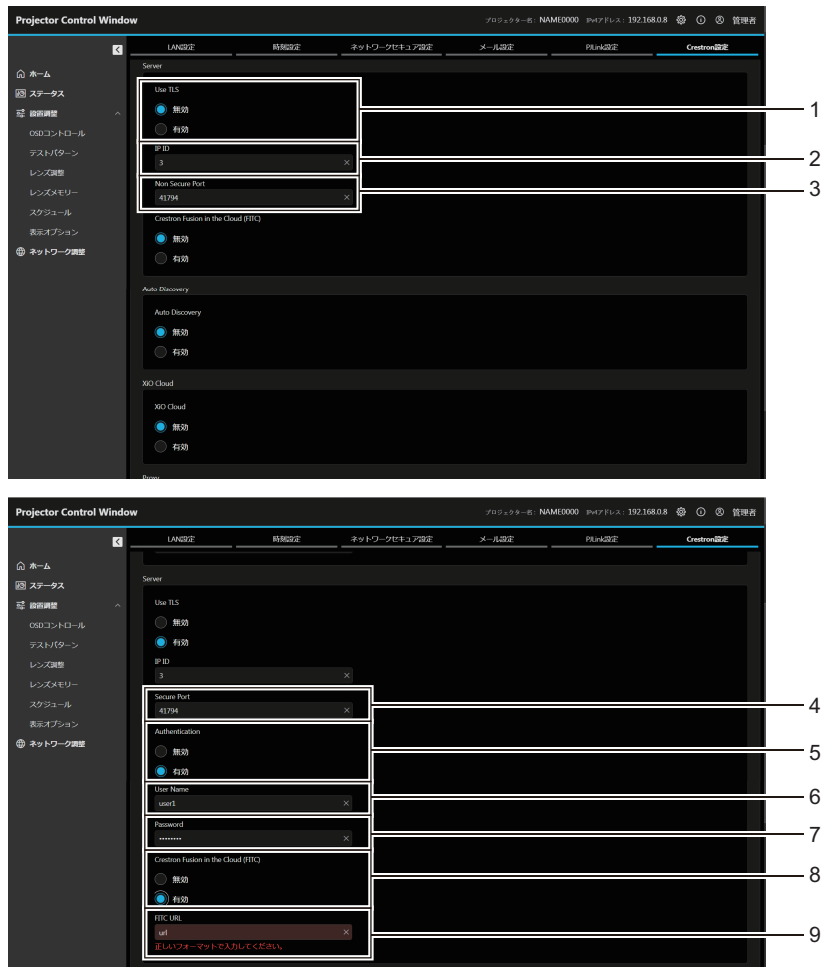 Projector Control Window
プロジェクター名: NAME0000 IPv4アドレス: 192.168.0.8 管理者
LAN設定 時刻設定 ネットワークセキュア設定 メール設定 PJLink設定 Crestron設定
ホーム
ステータス
設置調整
OSDコントロール
テストパターン
レンズ調整
レンズメモリー
スケジュール
表示オプション
ネットワーク調整
Server
Use TLS
無効
有効
1
IP ID
3
2
Non Secure Port
41794
3
Crestron Fusion in the Cloud (FITC)
無効
有効
Auto Discovery
Auto Discovery
無効
有効
XiO Cloud
XiO Cloud
無効
有効
Proxy
Projector Control Window
プロジェクター名: NAME0000 IPv4アドレス: 192.168.0.8 管理者
LAN設定 時刻設定 ネットワークセキュア設定 メール設定 PJLink設定 Crestron設定
ホーム
ステータス
設置調整
OSDコントロール
テストパターン
レンズ調整
レンズメモリー
スケジュール
表示オプション
ネットワーク調整
Server
Use TLS
無効
有効
IP ID
3
Secure Port
41794
4
Authentication
無効
有効
5
User Name
user1
6
Password
••••••••
7
Crestron Fusion in the Cloud (FITC)
無効
有効
8
FITC URL
url
正しいフォーマットで入力してください。
9